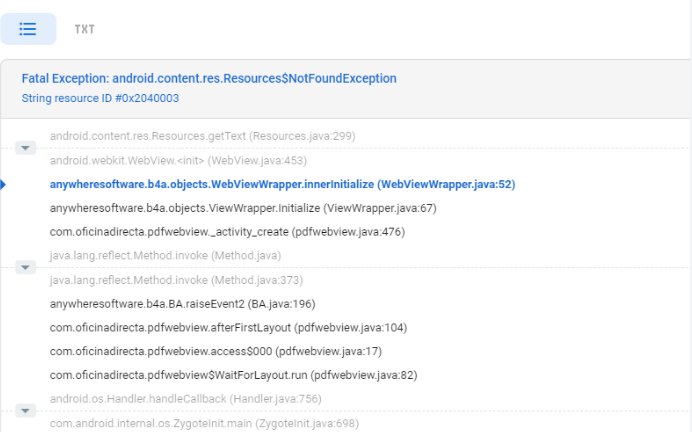 TXT
Fatal Exception: android.content.res.Resources$NotFoundException
String resource ID #0x2040003
android.content.res.Resources.getText (Resources.java:299)
android.webkit.WebView.<init> (WebView.java:453)
anywheresoftware.b4a.objects.WebViewWrapper.innerInitialize (WebViewWrapper.java:52)
anywheresoftware.b4a.objects.ViewWrapper.Initialize (ViewWrapper.java:67)
com.oficinadirecta.pdfwebview._activity_create (pdfwebview.java:476)
java.lang.reflect.Method.invoke (Method.java)
java.lang.reflect.Method.invoke (Method.java:373)
anywheresoftware.b4a.BA.raiseEvent2 (BA.java:196)
com.oficinadirecta.pdfwebview.afterFirstLayout (pdfwebview.java:104)
com.oficinadirecta.pdfwebview.access$000 (pdfwebview.java:17)
com.oficinadirecta.pdfwebview$WaitForLayout.run (pdfwebview.java:82)
android.os.Handler.handleCallback (Handler.java:756)
com.android.internal.os.ZygoteInit.main (ZygoteInit.java:698)